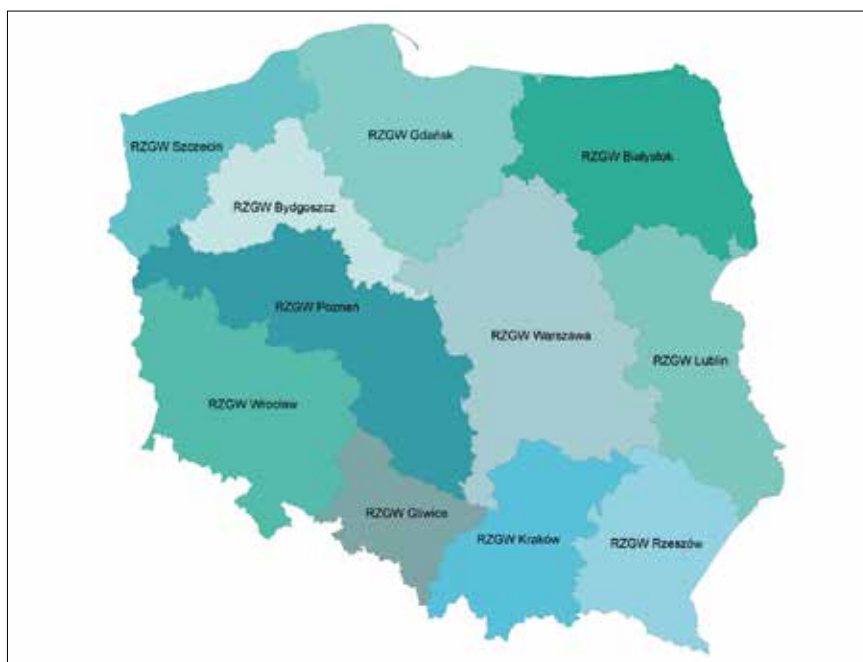 RZGW Gdańsk
RZGW Szczecin
RZGW Białystok
RZGW Bydgoszcz
RZGW Poznań
RZGW Warszawa
RZGW Lublin
RZGW Wrocław
RZGW Gliwice
RZGW Kraków
RZGW Rzeszów